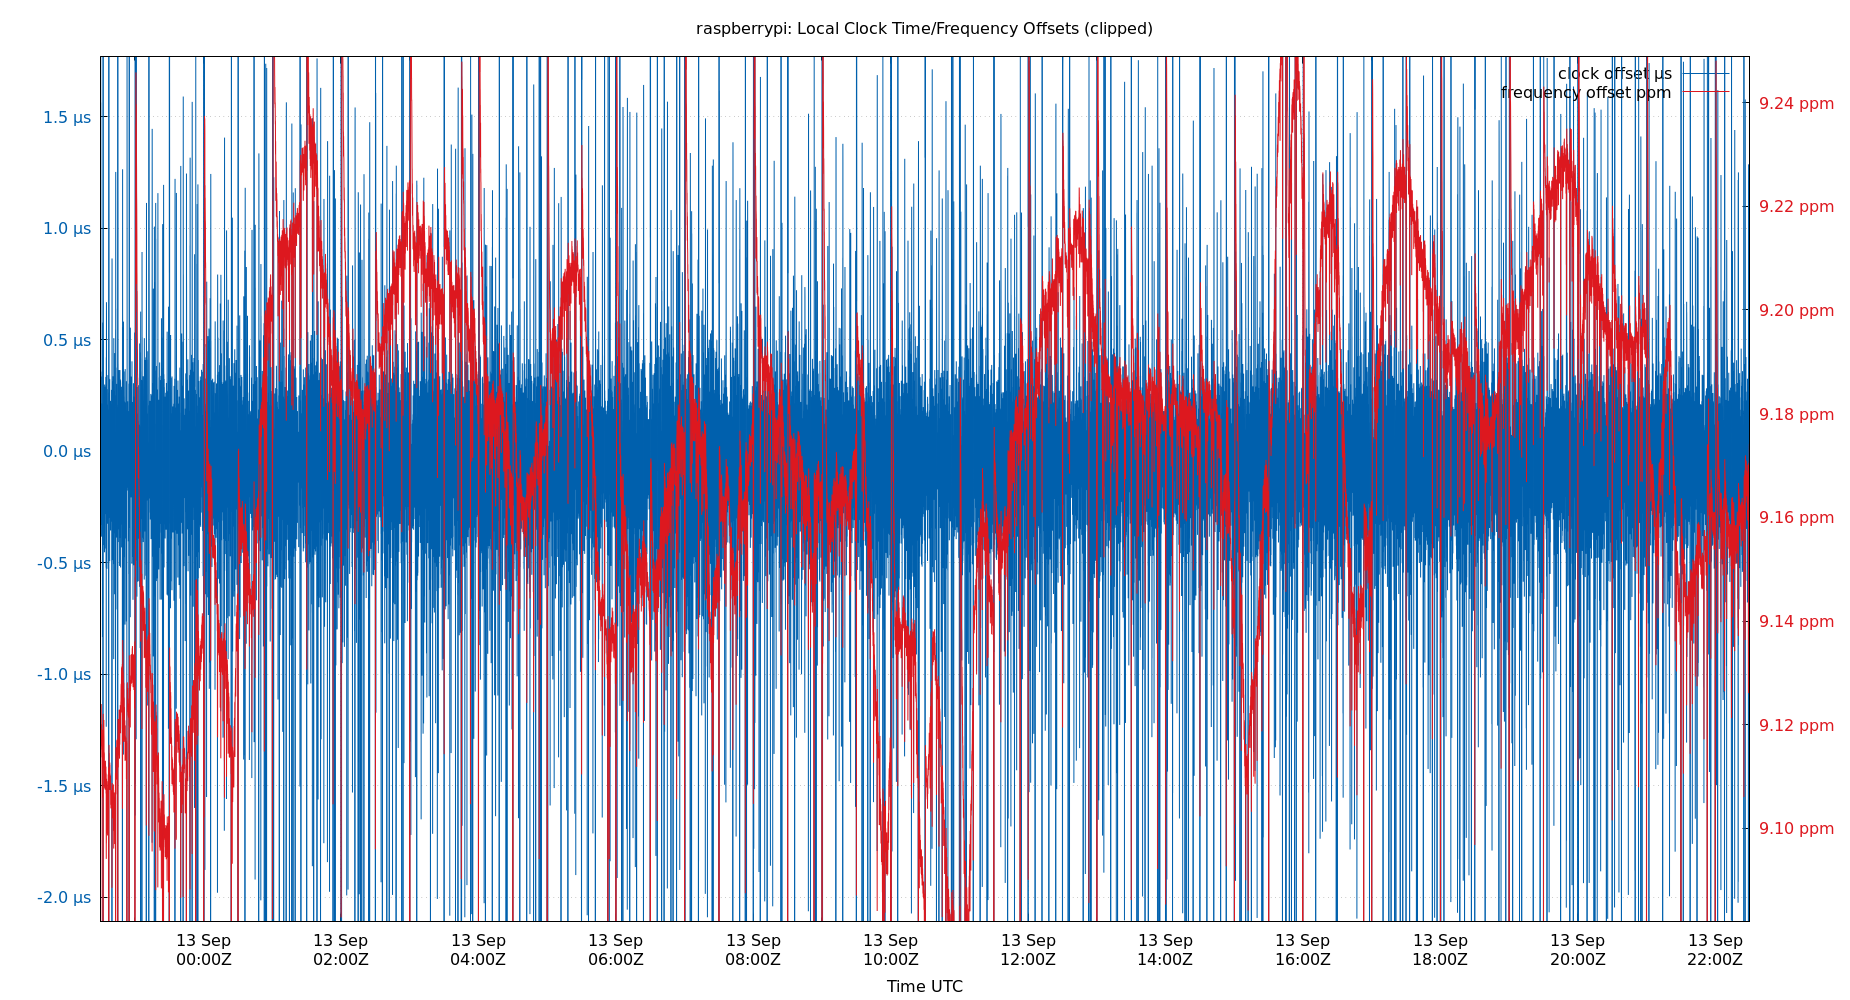 raspberrypi: Local Clock Time/Frequency Offsets (clipped)
clock offset µs
frequency offset ppm
1.5 µs
1.0 µs
0.5 µs
0.0 µs
-0.5 µs
-1.0 µs
-1.5 µs
-2.0 µs
9.24 ppm
9.22 ppm
9.20 ppm
9.18 ppm
9.16 ppm
9.14 ppm
9.12 ppm
9.10 ppm
13 Sep 13 Sep 13 Sep 13 Sep 13 Sep 13 Sep 13 Sep 13 Sep 13 Sep 13 Sep 13 Sep 13 Sep
00:00Z 02:00Z 04:00Z 06:00Z 08:00Z 10:00Z 12:00Z 14:00Z 16:00Z 18:00Z 20:00Z 22:00Z
Time UTC